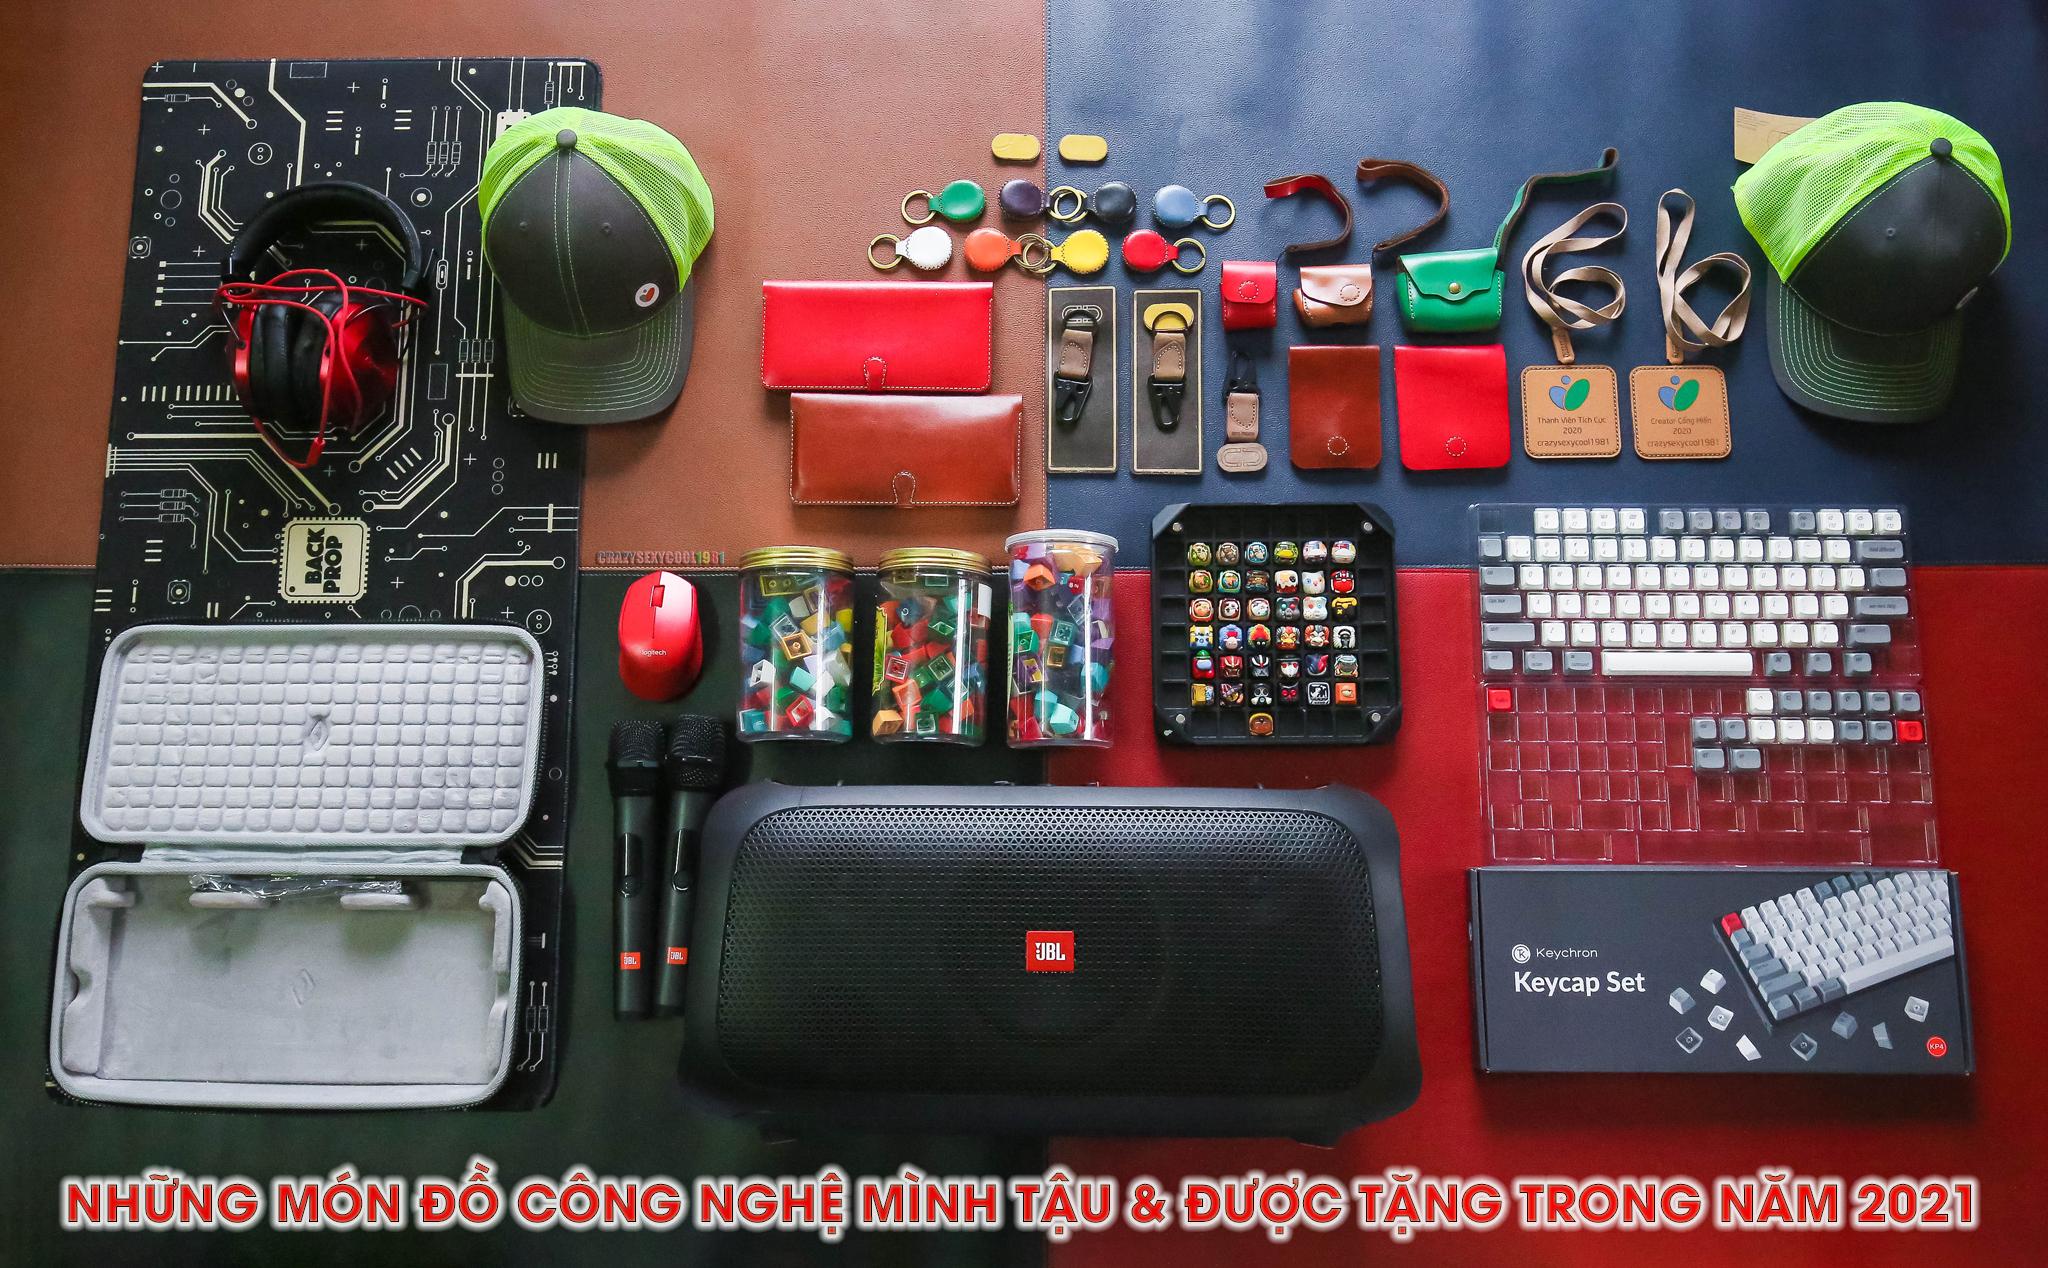 BACK
PROP
CRAZYSEXYCOOL1981
logitech
Thành Viên Tích Cực
2020
crazysexycool1981
Creator Cống Hiến
2020
crazysexycool1981
JBL
JBL
JBL
Keychron
Keycap Set
KP4
NHỮNG MÓN ĐỒ CÔNG NGHỆ MÌNH TẬU & ĐƯỢC TẶNG TRONG NĂM 2021